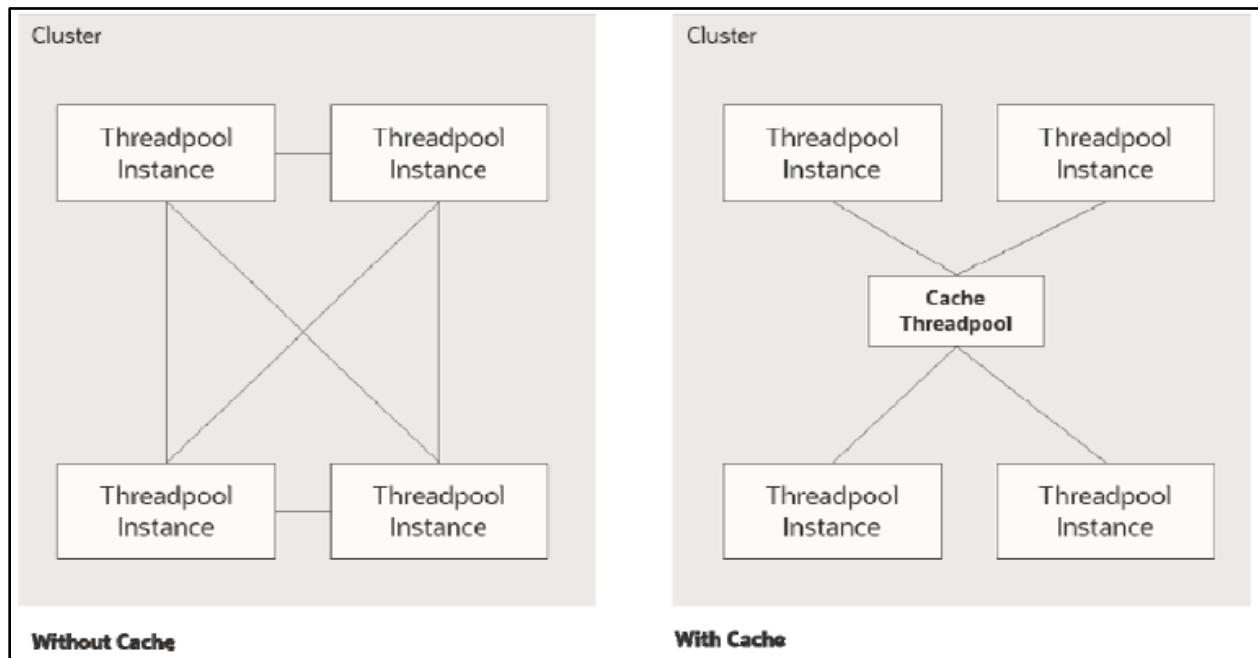 Cluster
Threadpool
Instance
Threadpool
Instance
Threadpool
Instance
Threadpool
Instance
Without Cache
Cluster
Threadpool
Instance
Threadpool
Instance
Cache
Threadpool
Threadpool
Instance
Threadpool
Instance
With Cache